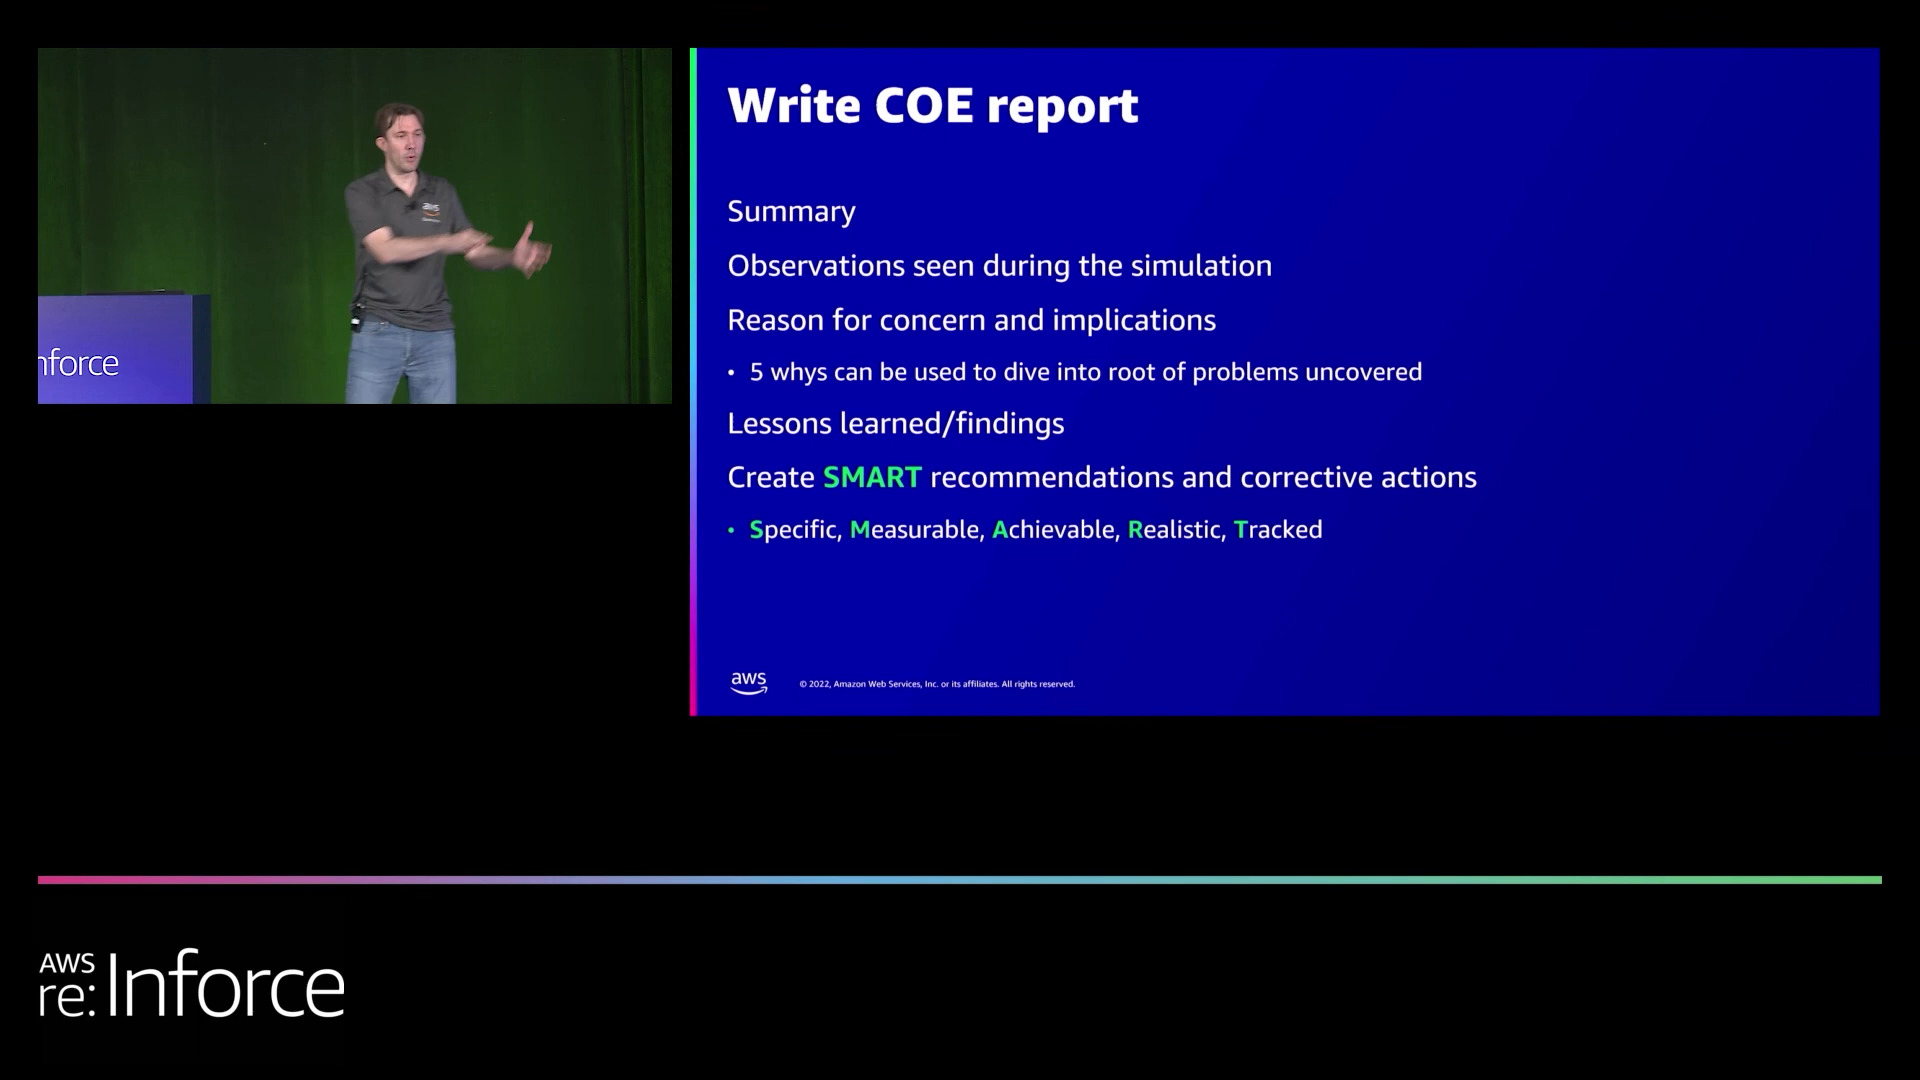 nforce
Write COE report
Summary
Observations seen during the simulation
Reason for concern and implications
• 5 whys can be used to dive into root of problems uncovered
Lessons learned/findings
Create SMART recommendations and corrective actions
• Specific, Measurable, Achievable, Realistic, Tracked
aws
© 2022, Amazon Web Services, Inc. or its affiliates. All rights reserved.
aws
AWS
re:Inforce